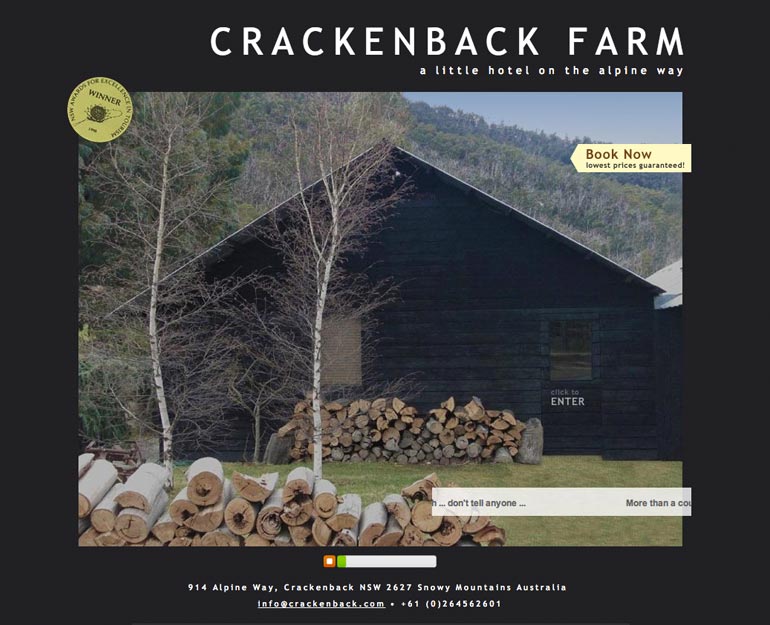 CRACKENBACK FARM
a little hotel on the alpine way
NSW AWARDS FOR EXCELLENCE IN TOURISM
WINNER
1998
Book Now
lowest prices guaranteed!
click to
ENTER
h ... don't tell anyone ... More than a cou
914 Alpine Way, Crackenback NSW 2627 Snowy Mountains Australia
info@crackenback.com • +61 (0)264562601